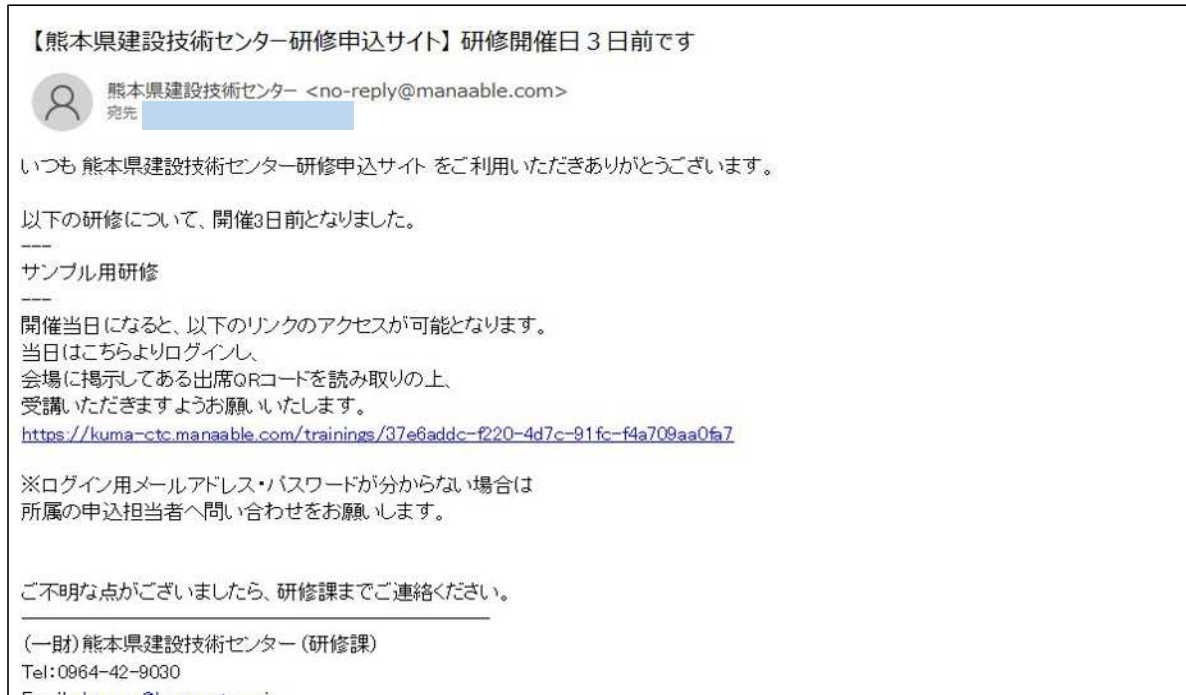 【熊本県建設技術センター研修申込サイト】研修開催日３日前です
熊本県建設技術センター <no-reply@manaable.com>
宛先
いつも 熊本県建設技術センター研修申込サイト をご利用いただきありがとうございます。
以下の研修について、開催3日前となりました。
---
サンプル用研修
---
開催当日になると、以下のリンクのアクセスが可能となります。
当日はこちらよりログインし、
会場に掲示してある出席QRコードを読み取りの上、
受講いただきますようお願いいたします。
https://kuma-ctc.manaable.com/trainings/37e6addc-f220-4d7c-91fc-f4a709aa0fa7
※ログイン用メールアドレス・パスワードが分からない場合は
所属の申込担当者へ問い合わせをお願いします。
ご不明な点がございましたら、研修課までご連絡ください。
（一財）熊本県建設技術センター（研修課）
Tel：0964-42-9030